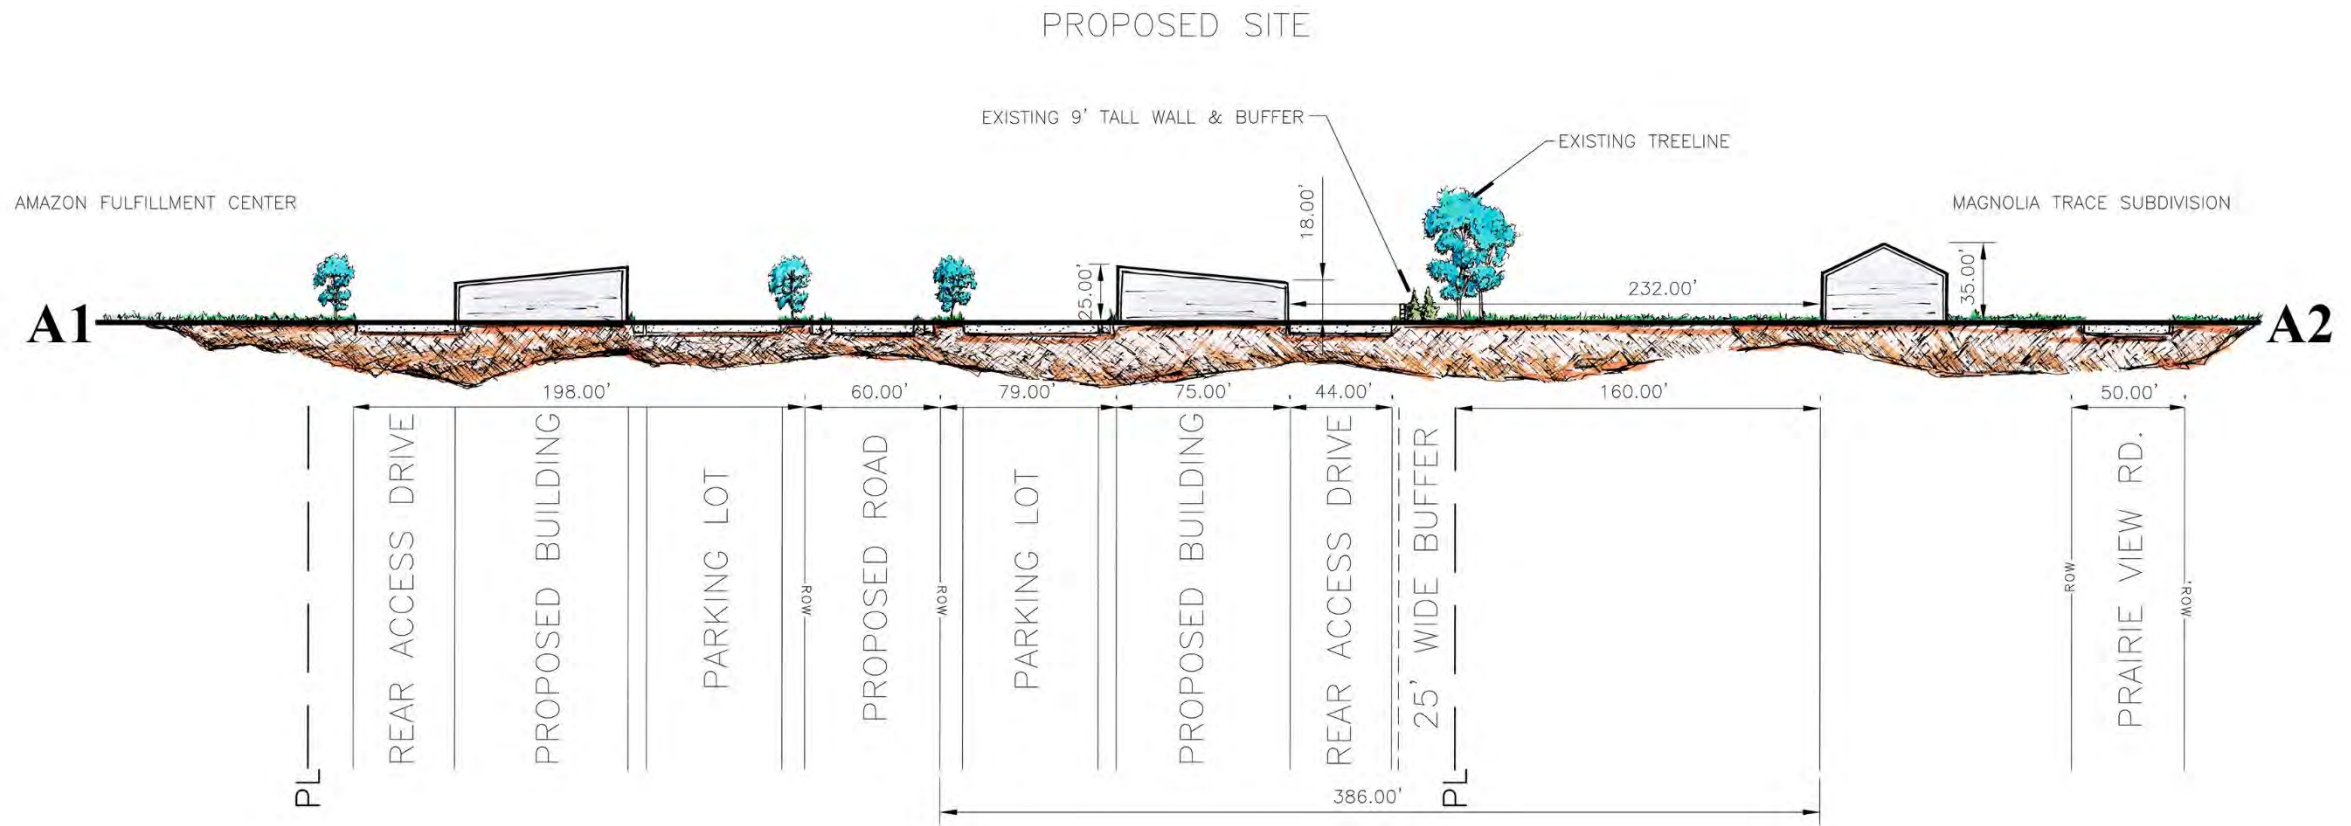 PROPOSED SITE
EXISTING 9' TALL WALL & BUFFER
EXISTING TREELINE
AMAZON FULFILLMENT CENTER
MAGNOLIA TRACE SUBDIVISION
18.00'
25.00'
232.00'
35.00'
A1
A2
198.00'
60.00'
79.00'
75.00'
44.00'
160.00'
50.00'
PL
REAR ACCESS DRIVE
PROPOSED BUILDING
PARKING LOT
ROW
PROPOSED ROAD
ROW
PARKING LOT
PROPOSED BUILDING
REAR ACCESS DRIVE
25' WIDE BUFFER
PL
ROW
PRAIRIE VIEW RD.
ROW
386.00'